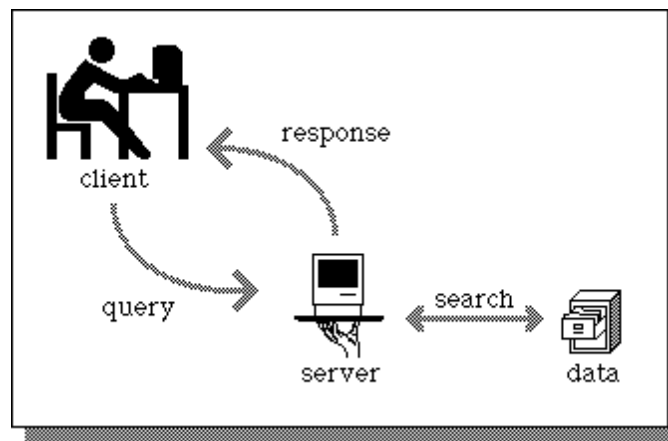 response
client
query
search
server
data